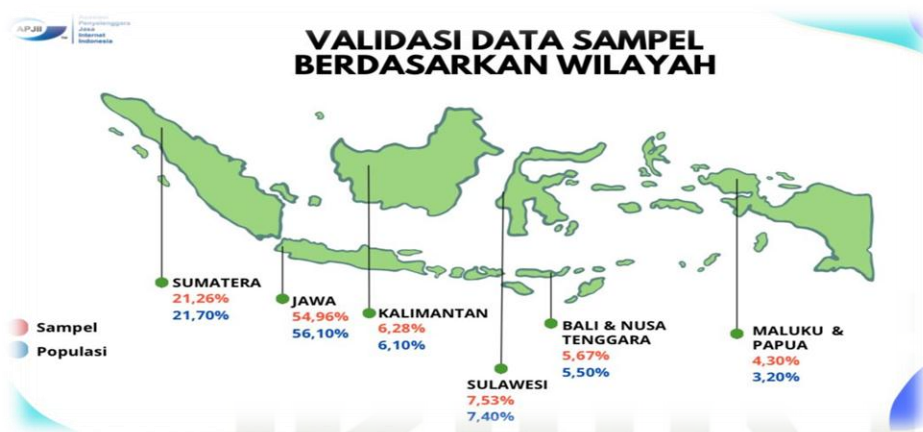 APJII
Asosiasi
Penyelenggara
Jasa
Internet
Indonesia
VALIDASI DATA SAMPEL
BERDASARKAN WILAYAH
SUMATERA
21,26%
21,70%
JAWA
54,96%
56,10%
KALIMANTAN
6,28%
6,10%
SULAWESI
7,53%
7,40%
BALI & NUSA
TENGGARA
5,67%
5,50%
MALUKU &
PAPUA
4,30%
3,20%
Sampel
Populasi